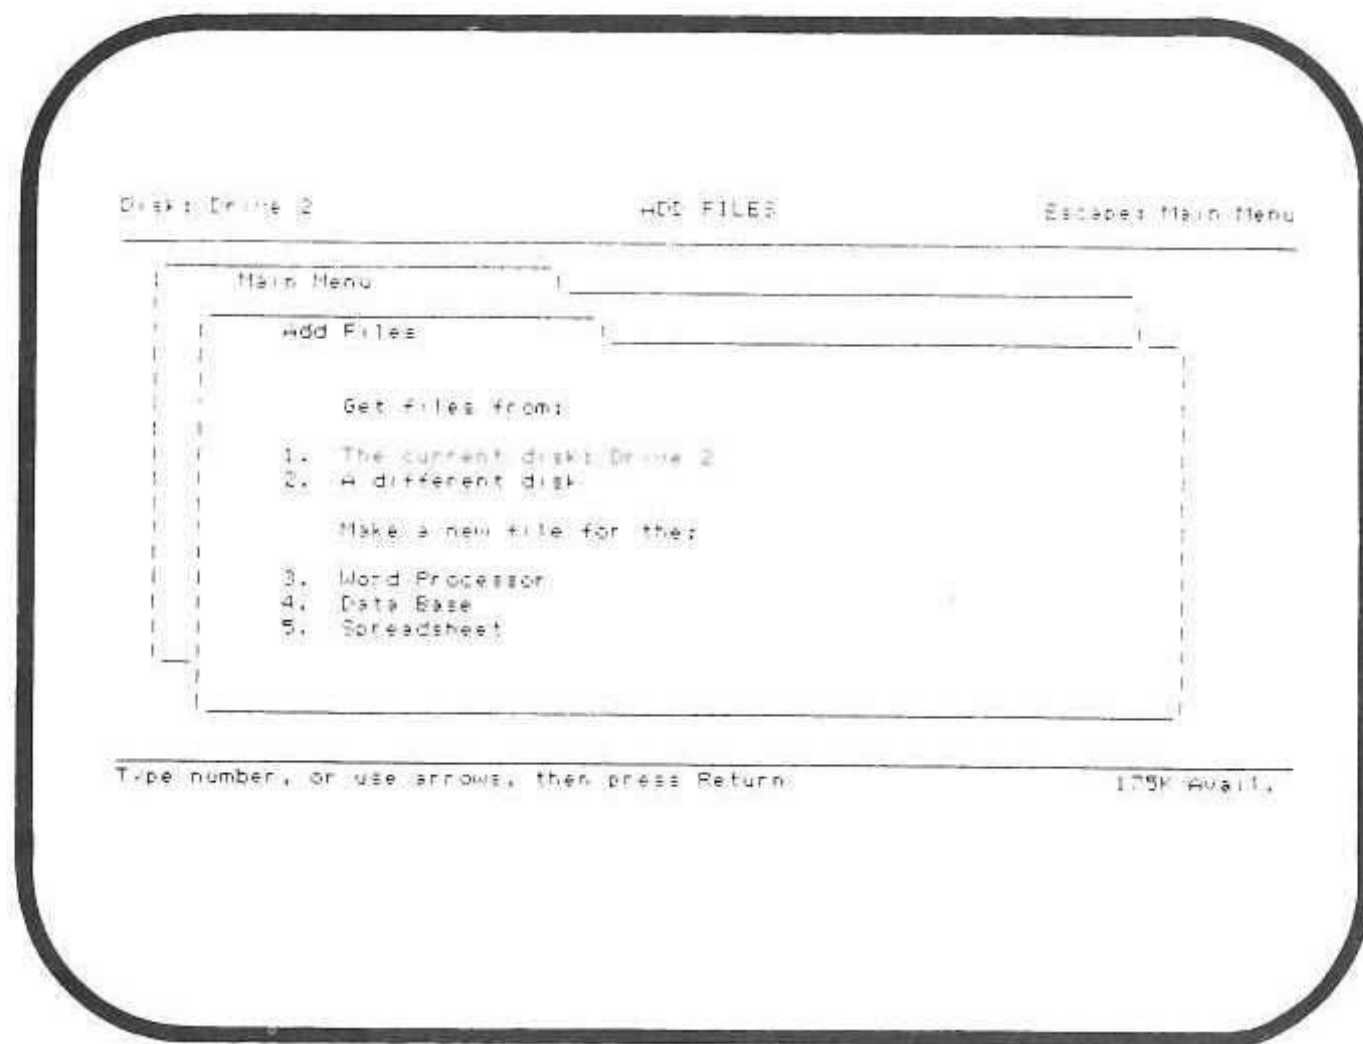 Disk: Drive 2 ADD FILES Escape: Main Menu
Main Menu
Add Files
Get files from:
1. The current disk: Drive 2
2. A different disk
Make a new file for the:
3. Word Processor
4. Data Base
5. Spreadsheet
Type number, or use arrows, then press Return Avail.